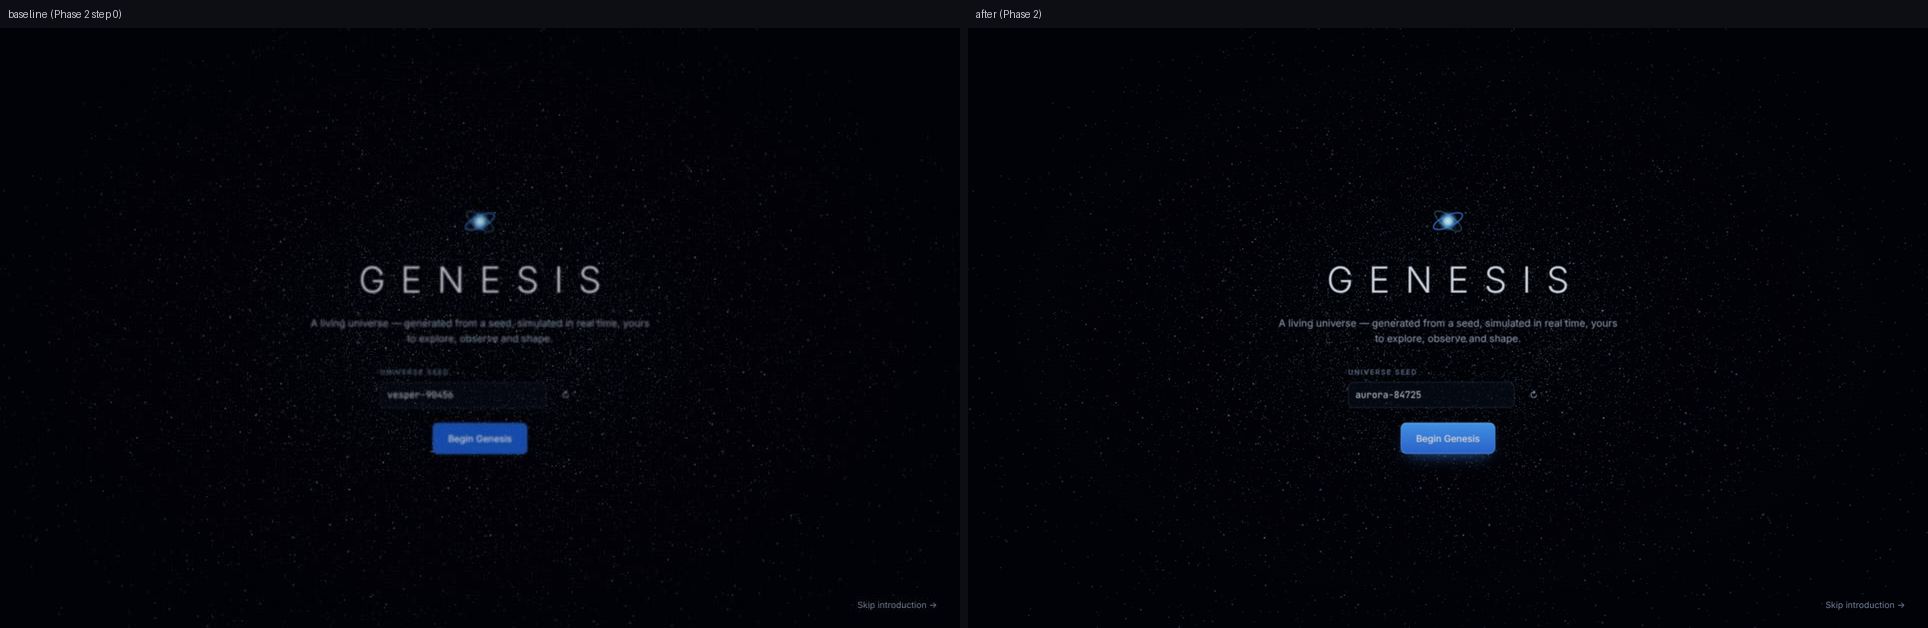 baseline (Phase 2 step 0)
GENESIS
A living universe — generated from a seed, simulated in real time, yours
to explore, observe and shape.
UNIVERSE SEED
vesper-90456
Begin Genesis
Skip introduction →
after (Phase 2)
GENESIS
A living universe — generated from a seed, simulated in real time, yours
to explore, observe and shape.
UNIVERSE SEED
aurora-84725
Begin Genesis
Skip introduction →